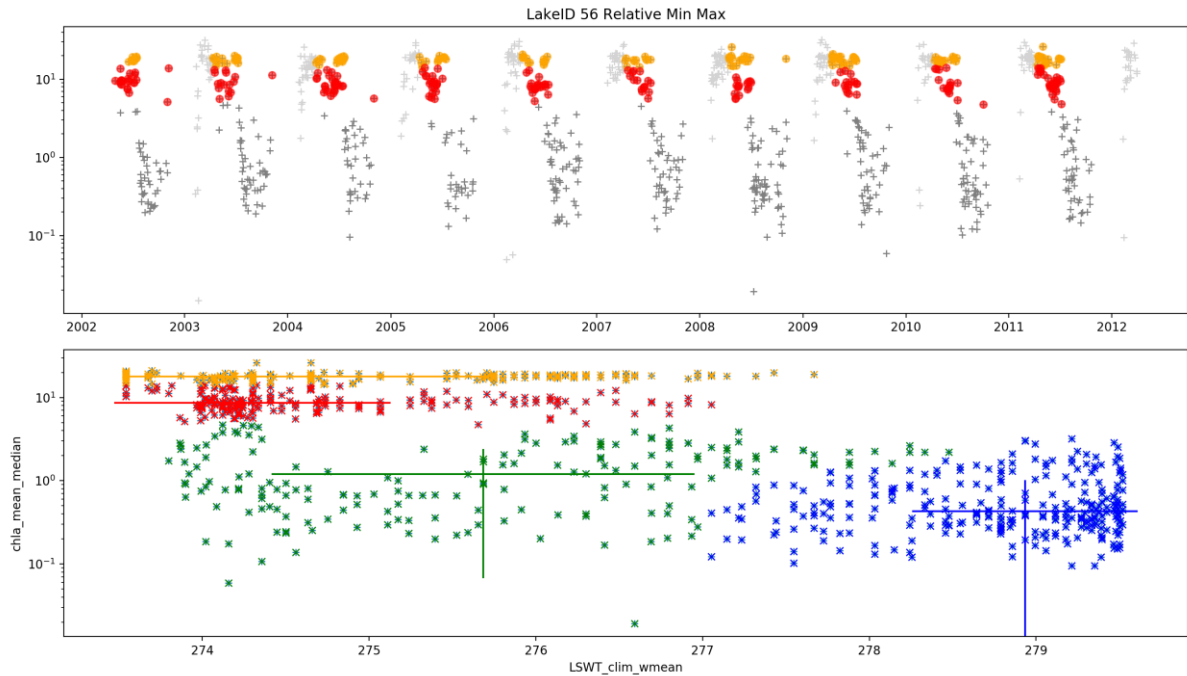 LakeID 56 Relative Min Max
10¹
10⁰
10⁻¹
2002 2003 2004 2005 2006 2007 2008 2009 2010 2011 2012
chla_mean_median
10¹
10⁰
10⁻¹
274 275 276 277 278 279
LSWT_clim_wmean